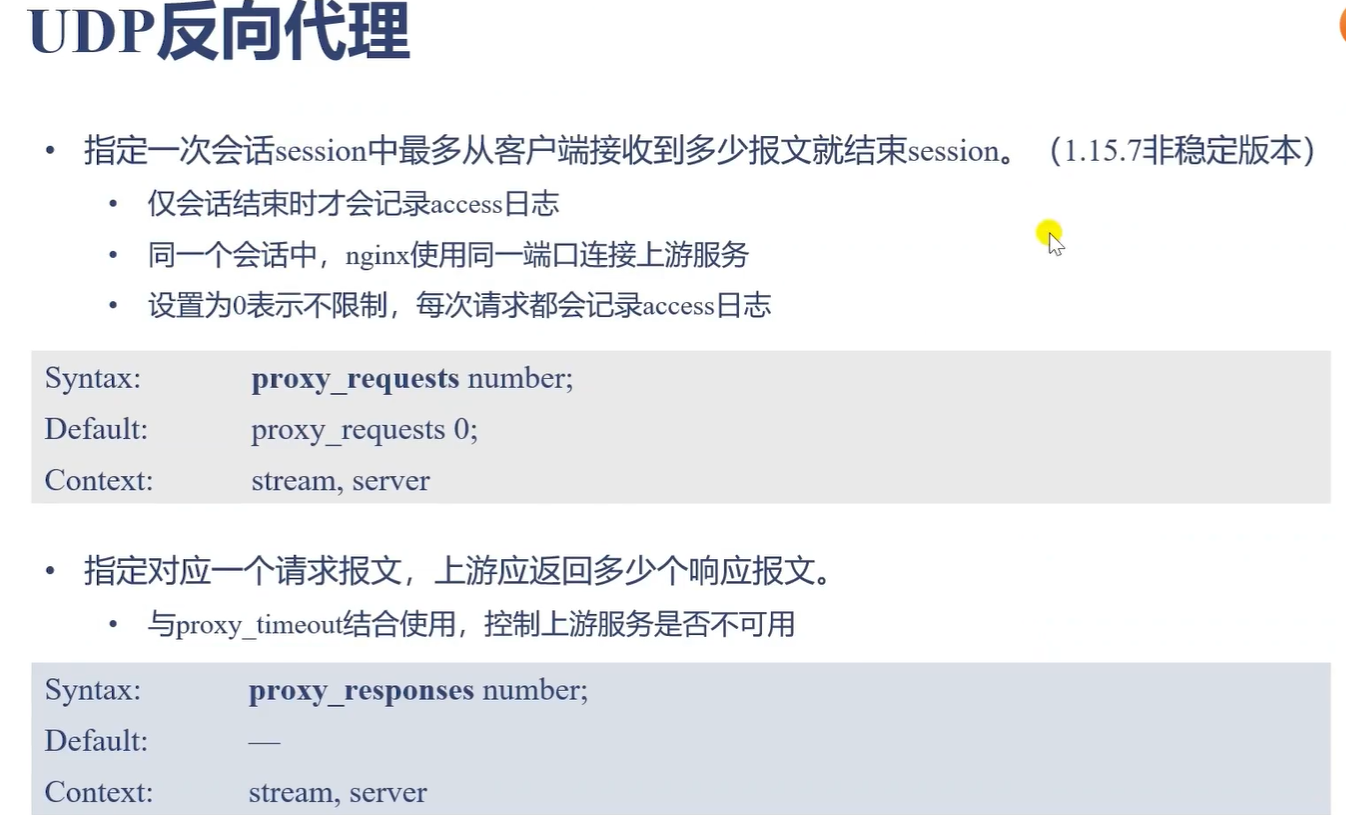 UDP反向代理
• 指定一次会话session中最多从客户端接收到多少报文就结束session。（1.15.7非稳定版本）
• 仅会话结束时才会记录access日志
• 同一个会话中，nginx使用同一端口连接上游服务
• 设置为0表示不限制，每次请求都会记录access日志
Syntax: proxy_requests number;
Default: proxy_requests 0;
Context: stream, server
• 指定对应一个请求报文，上游应返回多少个响应报文。
• 与proxy_timeout结合使用，控制上游服务是否不可用
Syntax: proxy_responses number;
Default: —
Context: stream, server